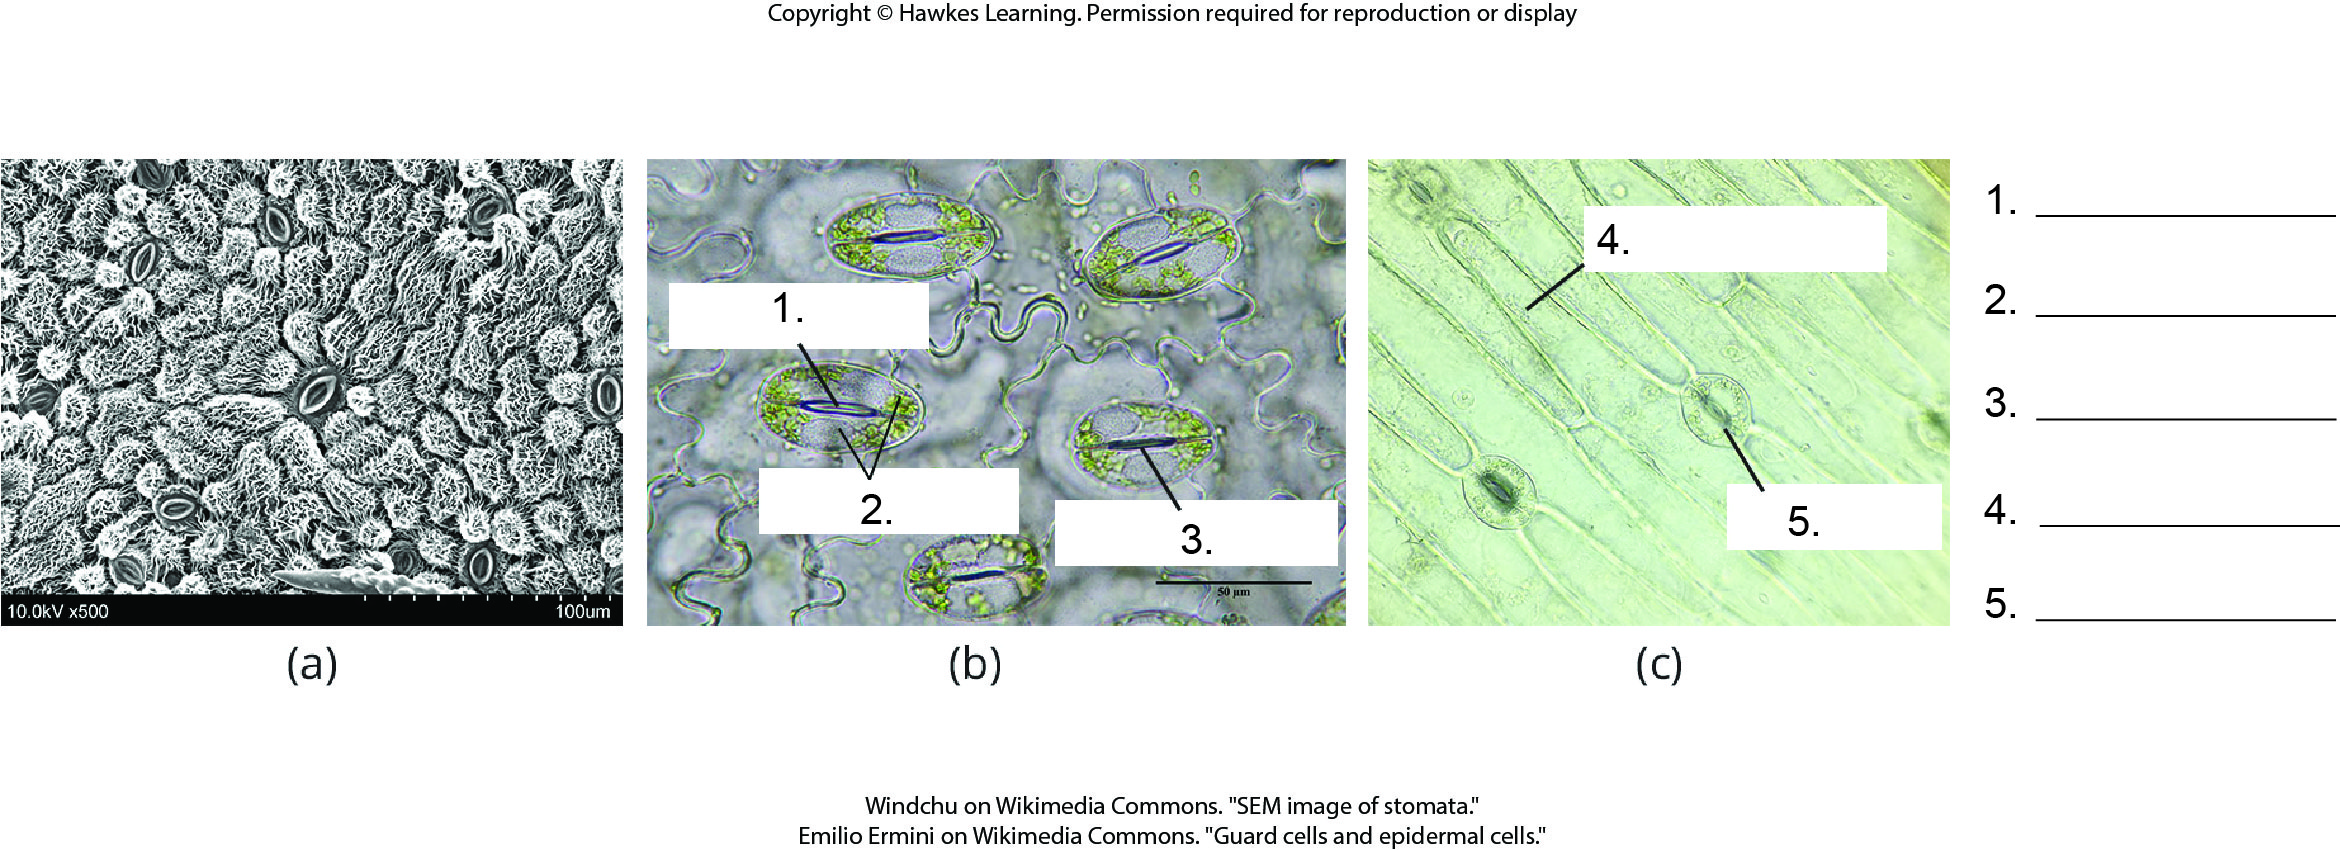 Copyright © Hawkes Learning. Permission required for reproduction or display
10.0kV x500 100um
(a)
1.
2.
3.
50 µm
(b)
4.
5.
(c)
1. 
2. 
3. 
4. 
5. 
Windchu on Wikimedia Commons. "SEM image of stomata."
Emilio Ermini on Wikimedia Commons. "Guard cells and epidermal cells."